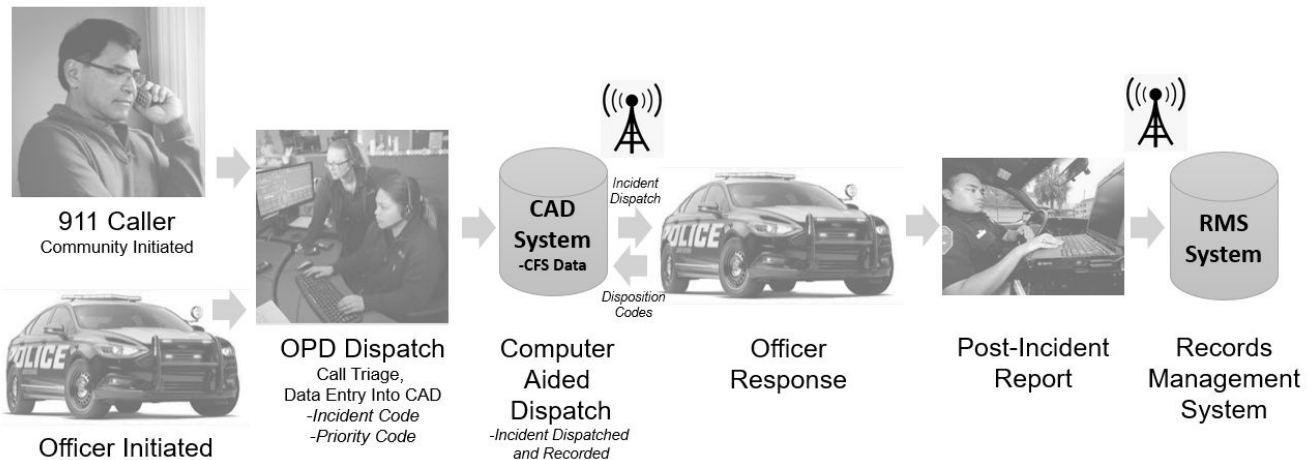 911 Caller
Community Initiated
POLICE
Officer Initiated
OPD Dispatch
Call Triage,
Data Entry Into CAD
-Incident Code
-Priority Code
CAD
System
-CFS Data
Computer
Aided
Dispatch
-Incident Dispatched
and Recorded
Incident
Dispatch
Disposition
Codes
POLICE
Officer
Response
Post-Incident
Report
RMS
System
Records
Management
System